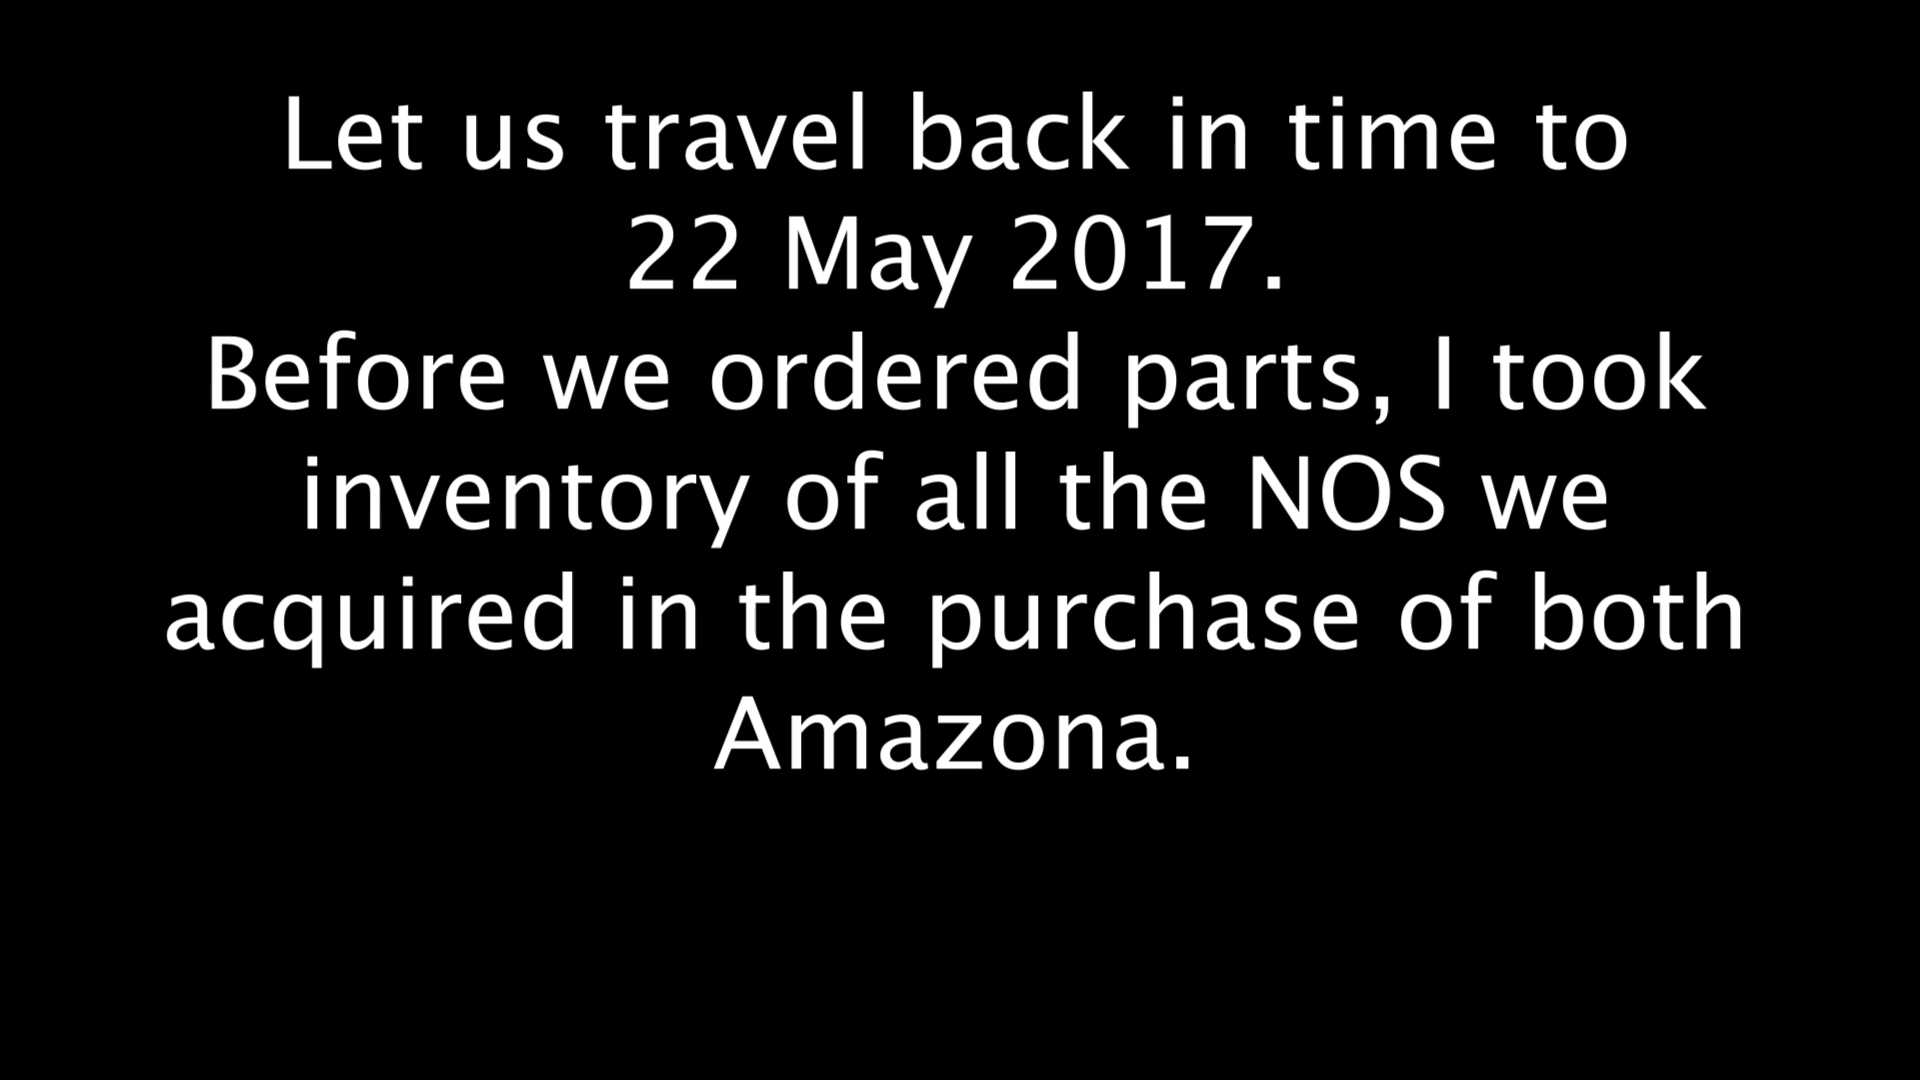 Let us travel back in time to
22 May 2017.
Before we ordered parts, I took
inventory of all the NOS we
acquired in the purchase of both
Amazona.